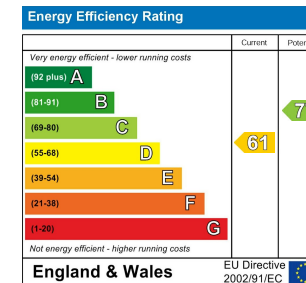 Energy Efficiency Rating
Current
Very energy efficient - lower running costs
(92 plus) A
(81-91) B
(69-80) C
(55-68) D
61
(39-54) E
(21-38) F
(1-20) G
Not energy efficient - higher running costs
England & Wales
EU Directive
2002/91/EC